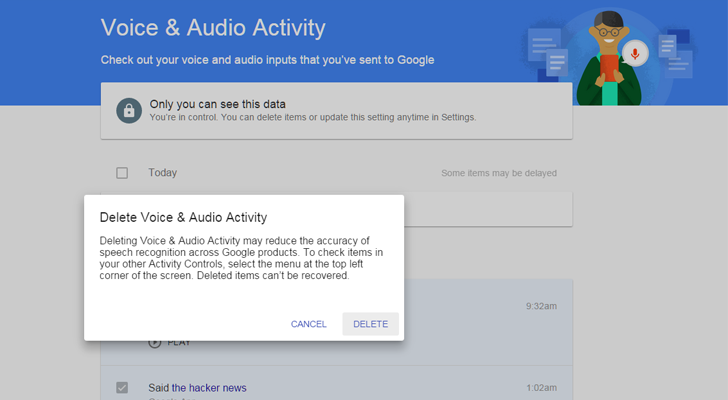 Voice & Audio Activity
Check out your voice and audio inputs that you've sent to Google
Only you can see this data
You're in control. You can delete items or update this setting anytime in Settings.
Today
Some items may be delayed
Delete Voice & Audio Activity
Deleting Voice & Audio Activity may reduce the accuracy of
speech recognition across Google products. To check items in
your other Activity Controls, select the menu at the top left
corner of the screen. Deleted items can't be recovered.
CANCEL DELETE
9:32am
PLAY
Said the hacker news
1:02am